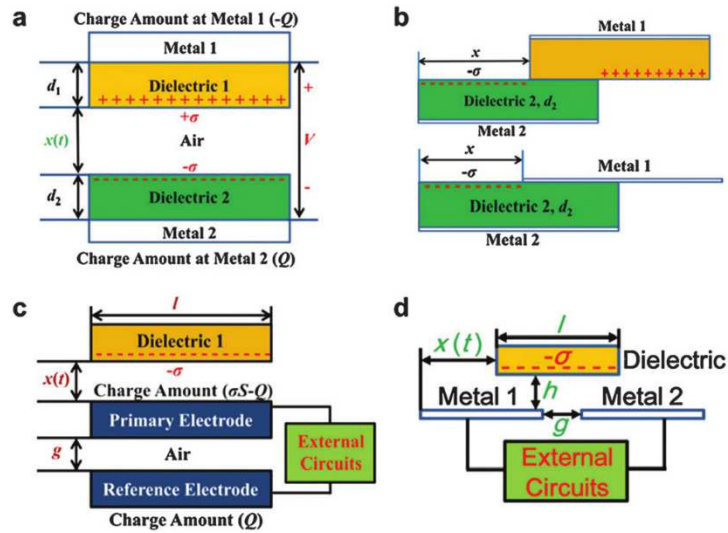 a
Charge Amount at Metal 1 (-Q)
Metal 1
d1
Dielectric 1
+ + + + + + + + + + + + + +
+
+σ
x(t)
Air
V
-σ
d2
Dielectric 2
-
Metal 2
Charge Amount at Metal 2 (Q)
b
Metal 1
x
-σ
+ + + + + + + + +
Dielectric 2, d2
Metal 2
x
-σ
Metal 1
Dielectric 2, d2
Metal 2
c
l
Dielectric 1
x(t)
-σ
Charge Amount (σS-Q)
Primary Electrode
g
Air
External
Circuits
Reference Electrode
Charge Amount (Q)
d
l
x(t)
-σ
Dielectric
h
Metal 1
Metal 2
g
External
Circuits